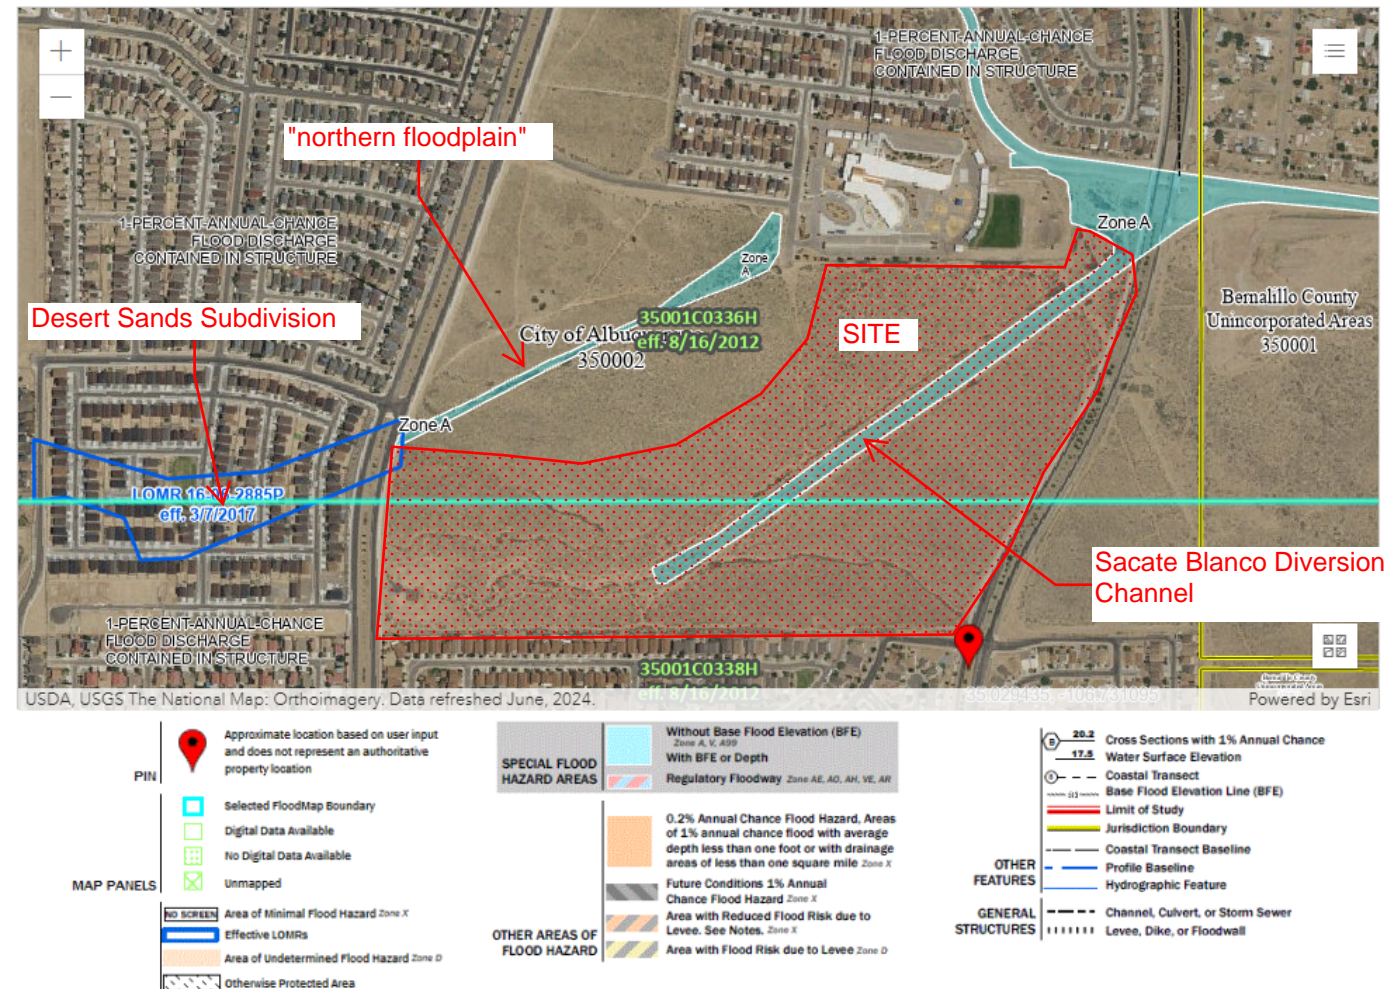 1-PERCENT-ANNUAL-CHANCE
FLOOD DISCHARGE
CONTAINED IN STRUCTURE
"northern floodplain"
1-PERCENT-ANNUAL-CHANCE
FLOOD DISCHARGE
CONTAINED IN STRUCTURE
Zone A
Zone
A
Desert Sands Subdivision
35001C0336H
eff. 8/16/2012
City of
350002
SITE
Bernalillo County
Unincorporated Areas
350001
Zone A
LOMR
2885P
eff. 3/7/2017
Sacate Blanco Diversion
Channel
1-PERCENT-ANNUAL-CHANCE
FLOOD DISCHARGE
CONTAINED IN STRUCTURE
35001C0338H
eff. 8/16/2012
USDA, USGS The National Map: Orthoimagery. Data refreshed June, 2024.
Powered by Esri
PIN
Approximate location based on user input
and does not represent an authoritative
property location
MAP PANELS
Selected FloodMap Boundary
Digital Data Available
No Digital Data Available
Unmapped
NO SCREEN Area of Minimal Flood Hazard Zone X
Effective LOMRs
Area of Undetermined Flood Hazard Zone D
Otherwise Protected Area
SPECIAL FLOOD
HAZARD AREAS
Without Base Flood Elevation (BFE)
Zone A, V, A99
With BFE or Depth
Regulatory Floodway Zone AE, AO, AH, VE, AR
0.2% Annual Chance Flood Hazard, Areas
of 1% annual chance flood with average
depth less than one foot or with drainage
areas of less than one square mile Zone X
Future Conditions 1% Annual
Chance Flood Hazard Zone X
Area with Reduced Flood Risk due to
Levee. See Notes. Zone X
OTHER AREAS OF
FLOOD HAZARD
Area with Flood Risk due to Levee Zone D
20.2 Cross Sections with 1% Annual Chance
17.5 Water Surface Elevation
Coastal Transect
Base Flood Elevation Line (BFE)
Limit of Study
Jurisdiction Boundary
Coastal Transect Baseline
OTHER
FEATURES
Profile Baseline
Hydrographic Feature
GENERAL
STRUCTURES
Channel, Culvert, or Storm Sewer
Levee, Dike, or Floodwall